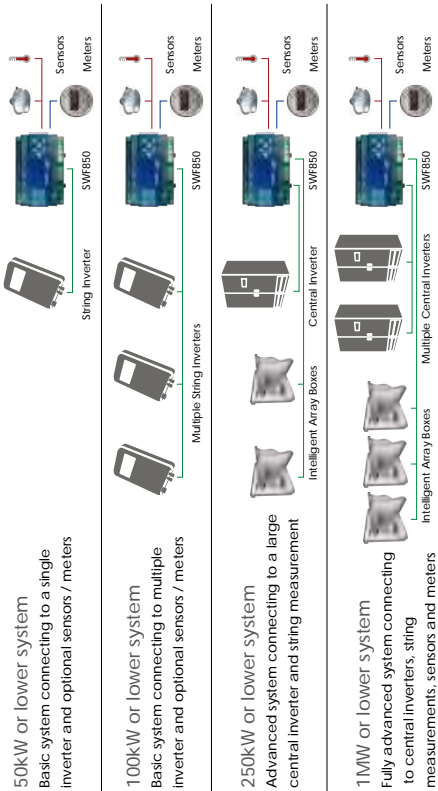 50kW or lower system
Basic system connecting to a single
inverter and optional sensors / meters
String Inverter
SWF850
Sensors
Meters
100kW or lower system
Basic system connecting to multiple
inverter and optional sensors / meters
Multiple String Inverters
SWF850
Sensors
Meters
250kW or lower system
Advanced system connecting to a large
central inverter and string measurement
Intelligent Array Boxes
Central Inverter
SWF850
Sensors
Meters
1MW or lower system
Fully advanced system connecting
to central inverters, string
measurements, sensors and meters
Intelligent Array Boxes
Multiple Central Inverters
SWF850
Sensors
Meters